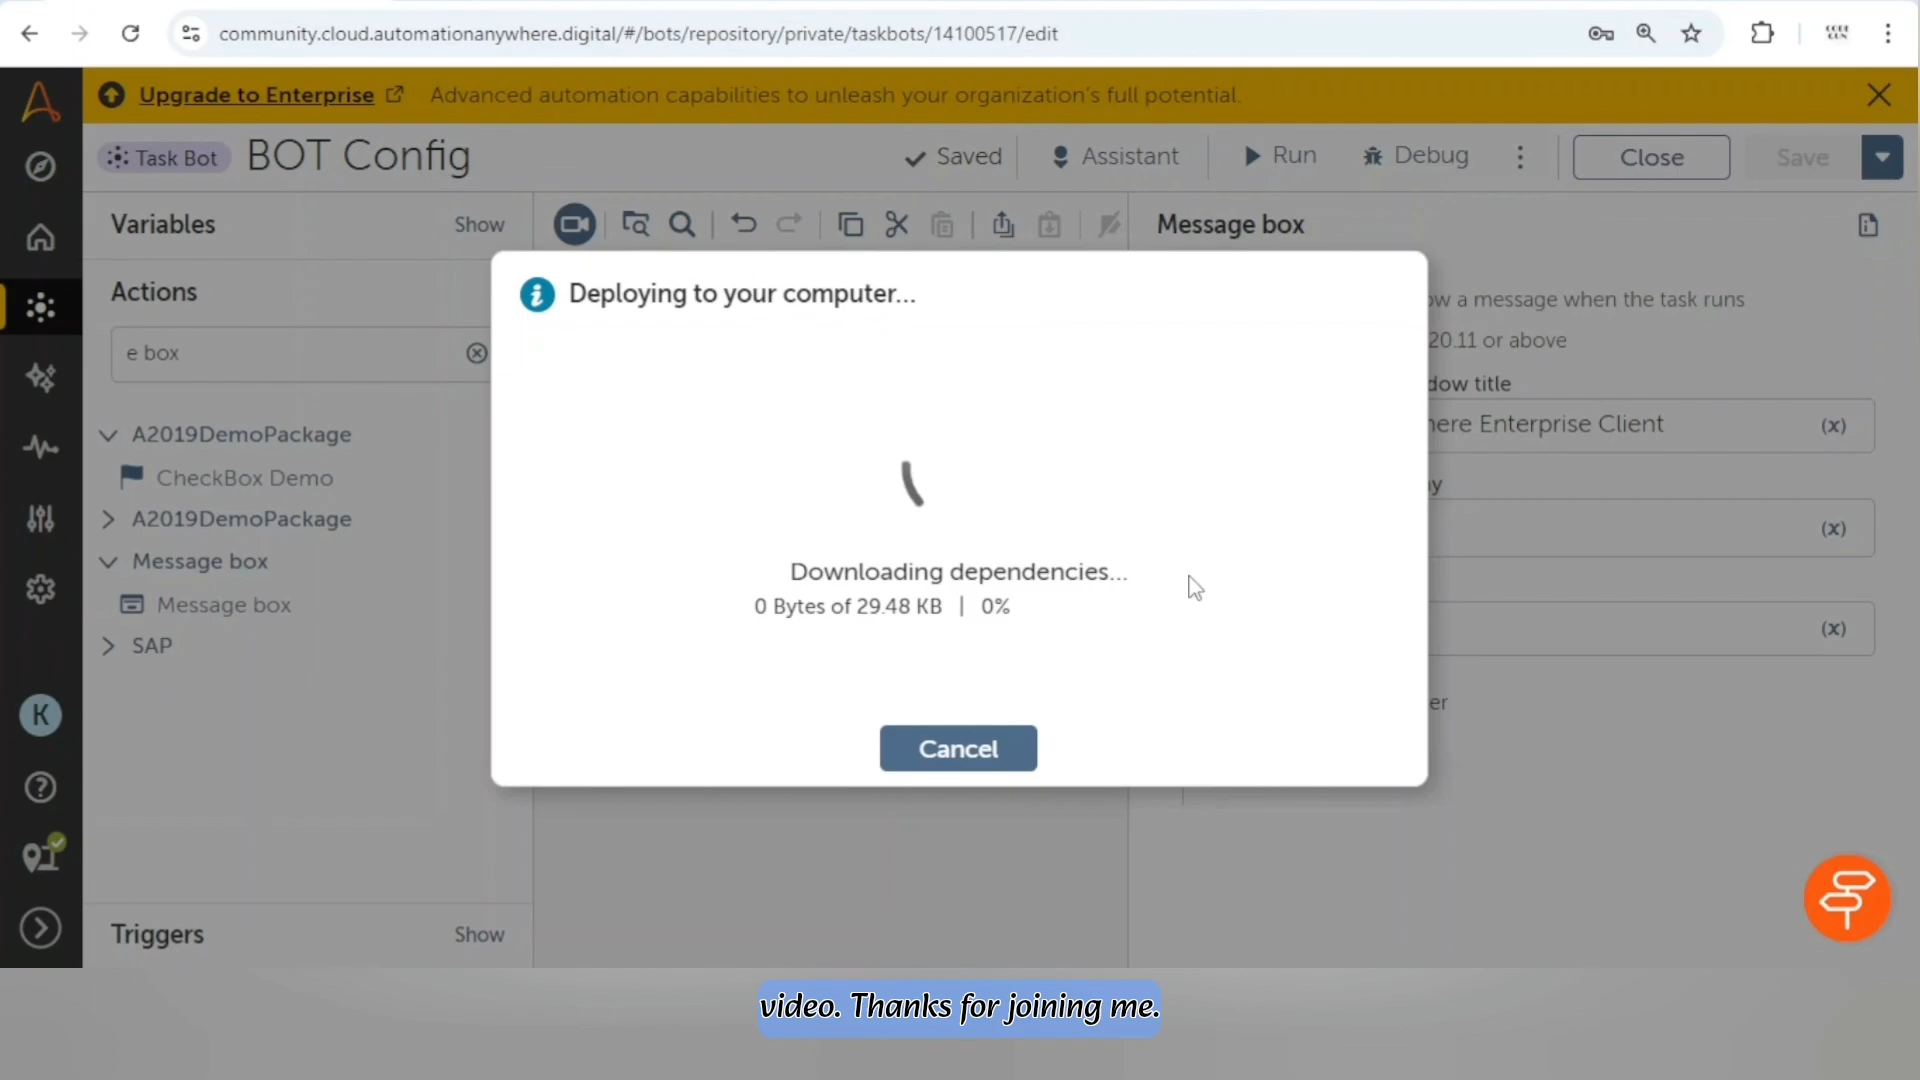 community.cloud.automationanywhere.digital/#/bots/repository/private/taskbots/14100517/edit
Upgrade to Enterprise Advanced automation capabilities to unleash your organization's full potential.
Task Bot BOT Config Saved Assistant Run Debug Close Save
Variables Show Message box
Actions Deploying to your computer...
ow a message when the task runs
20.11 or above
e box
dow title
here Enterprise Client
A2019DemoPackage
CheckBox Demo
A2019DemoPackage
Message box
Downloading dependencies...
Message box 0 Bytes of 29.48 KB | 0%
SAP
er
K
Cancel
Triggers Show
video. Thanks for joining me.